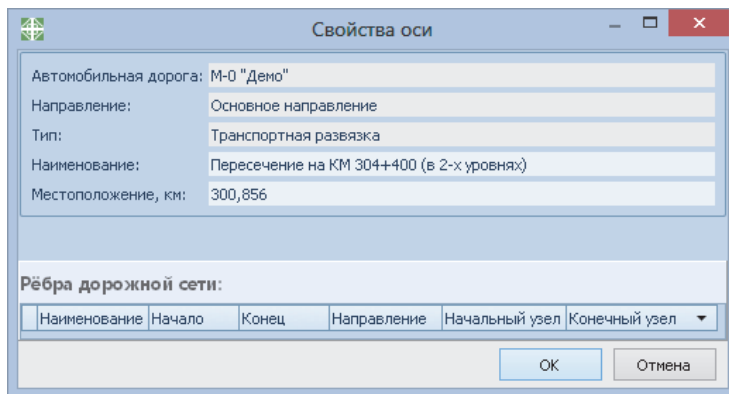 Свойства оси
Автомобильная дорога: М-0 "Демо"
Направление: Основное направление
Тип: Транспортная развязка
Наименование: Пересечение на КМ 304+400 (в 2-х уровнях)
Местоположение, км: 300,856
Рёбра дорожной сети:
Наименование Начало Конец Направление Начальный узел Конечный узел
OK Отмена